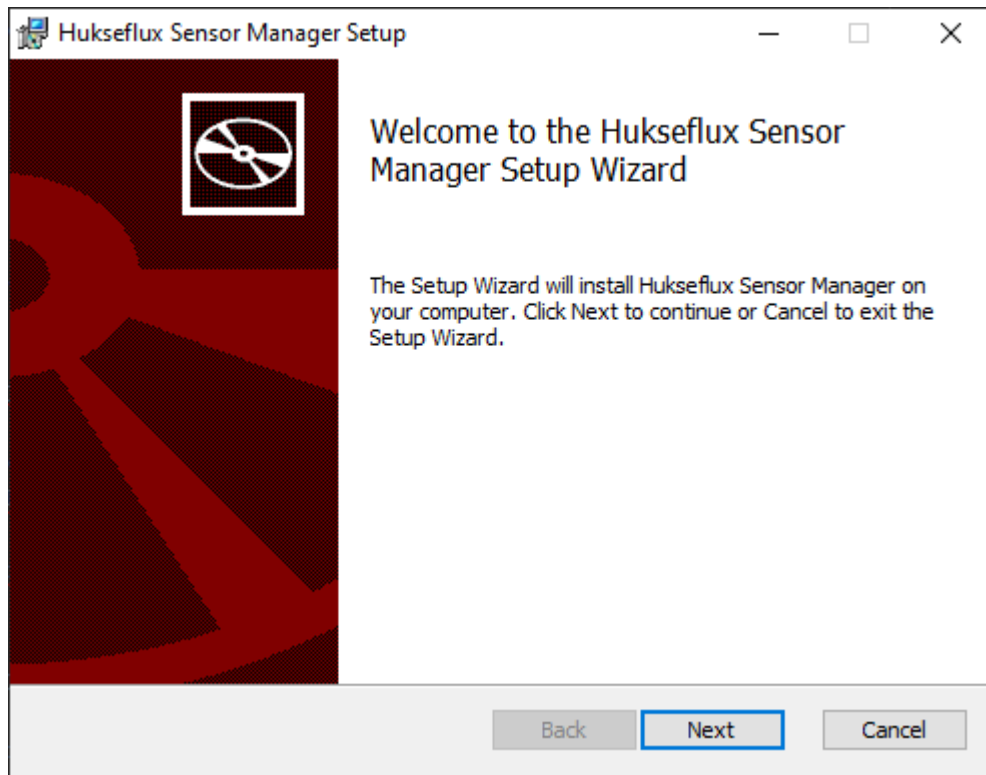 Hukseflux Sensor Manager Setup
Welcome to the Hukseflux Sensor
Manager Setup Wizard
The Setup Wizard will install Hukseflux Sensor Manager on
your computer. Click Next to continue or Cancel to exit the
Setup Wizard.
Back
Next
Cancel